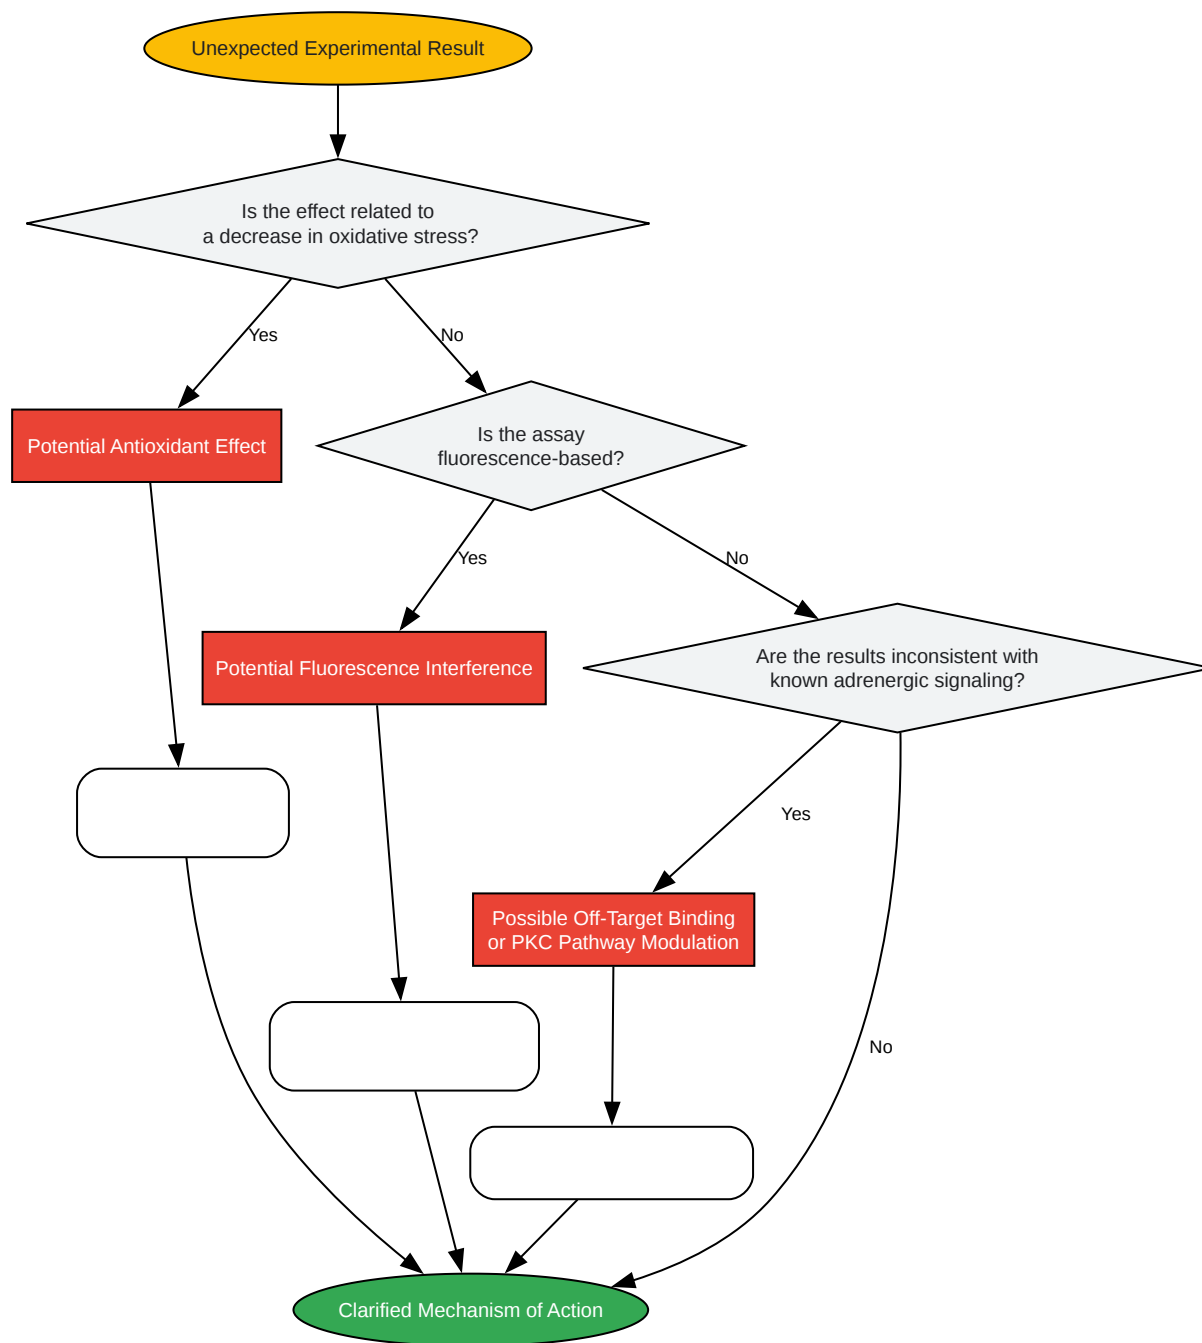 Unexpected Experimental Result
Is the effect related to
a decrease in oxidative stress?
Yes
No
Potential Antioxidant Effect
Is the assay
fluorescence-based?
Yes
No
Potential Fluorescence Interference
Are the results inconsistent with
known adrenergic signaling?
Yes
Possible Off-Target Binding
or PKC Pathway Modulation
No
Clarified Mechanism of Action